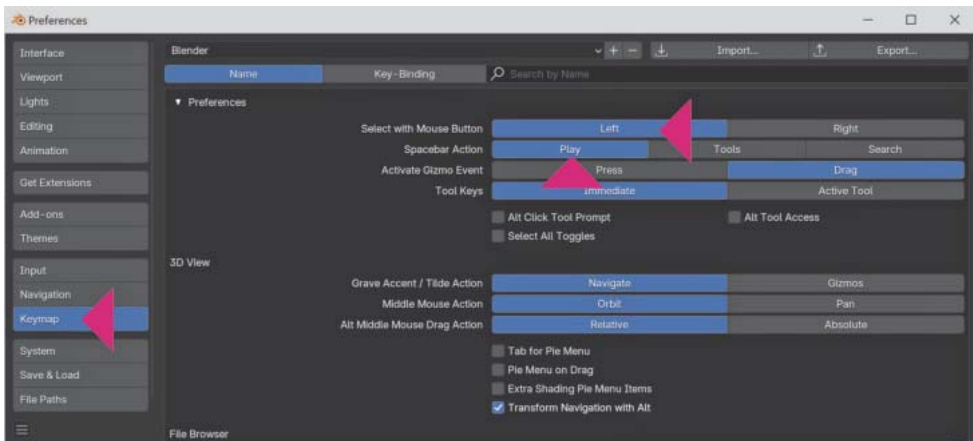 Preferences
Interface
Viewport
Lights
Editing
Animation
Get Extensions
Add-ons
Themes
Input
Navigation
Keymap
System
Save & Load
File Paths
Blender
Import...
Export...
Name
Key-Binding
Search by Name
Preferences
Select with Mouse Button Left Right
Spacebar Action Play Tools Search
Activate Gizmo Event Press Drag
Tool Keys Immediate Active Tool
Alt Click Tool Prompt Alt Tool Access
Select All Toggles
3D View
Grave Accent / Tilde Action Navigate Gizmos
Middle Mouse Action Orbit Pan
Alt Middle Mouse Drag Action Relative Absolute
Tab for Pie Menu
Pie Menu on Drag
Extra Shading Pie Menu Items
Transform Navigation with Alt
File Browser